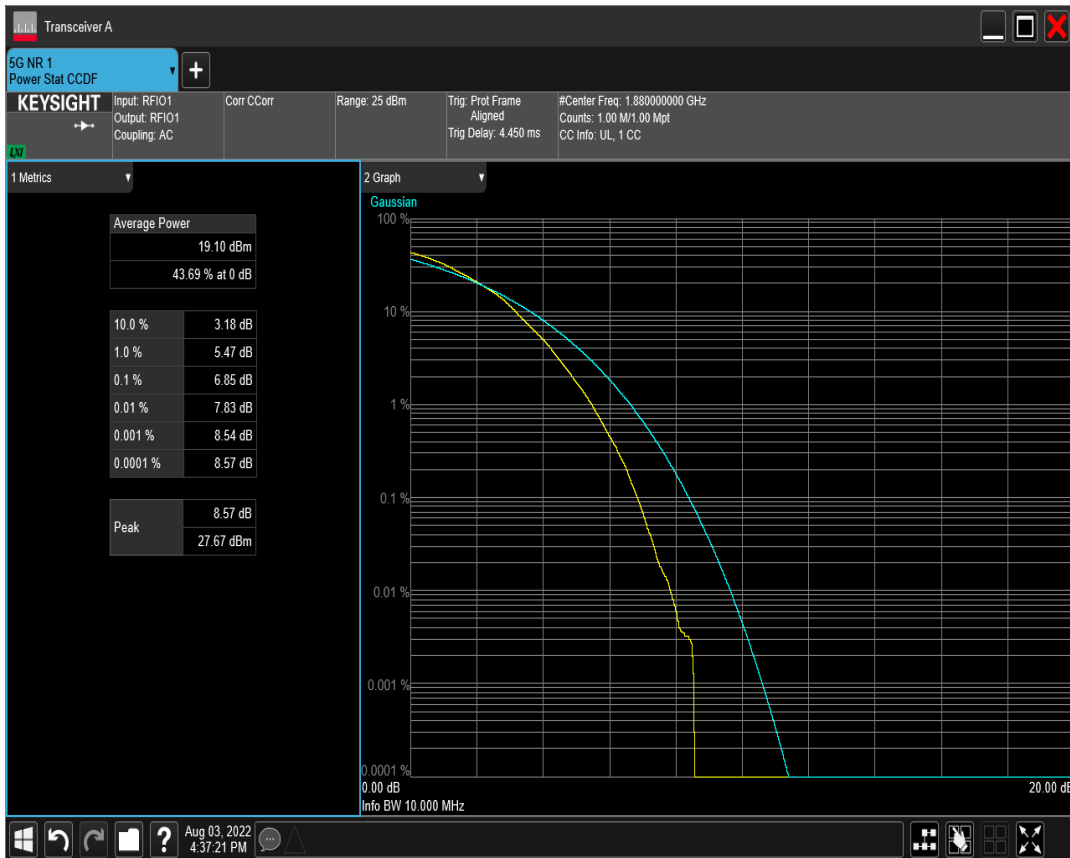 Transceiver A
5G NR 1
Power Stat CCDF
KEYSIGHT
LXI
Input: RFIO1
Output: RFIO1
Coupling: AC
Corr CCorr
Range: 25 dBm
Trig: Prot Frame
Aligned
Trig Delay: 4.450 ms
#Center Freq: 1.880000000 GHz
Counts: 1.00 M/1.00 Mpt
CC Info: UL, 1 CC
1 Metrics
Average Power
19.10 dBm
43.69 % at 0 dB
10.0 % 3.18 dB
1.0 % 5.47 dB
0.1 % 6.85 dB
0.01 % 7.83 dB
0.001 % 8.54 dB
0.0001 % 8.57 dB
Peak
8.57 dB
27.67 dBm
2 Graph
Gaussian
100 %
10 %
1 %
0.1 %
0.01 %
0.001 %
0.0001 %
0.00 dB 20.00 dB
Info BW 10.000 MHz
Aug 03, 2022
4:37:21 PM